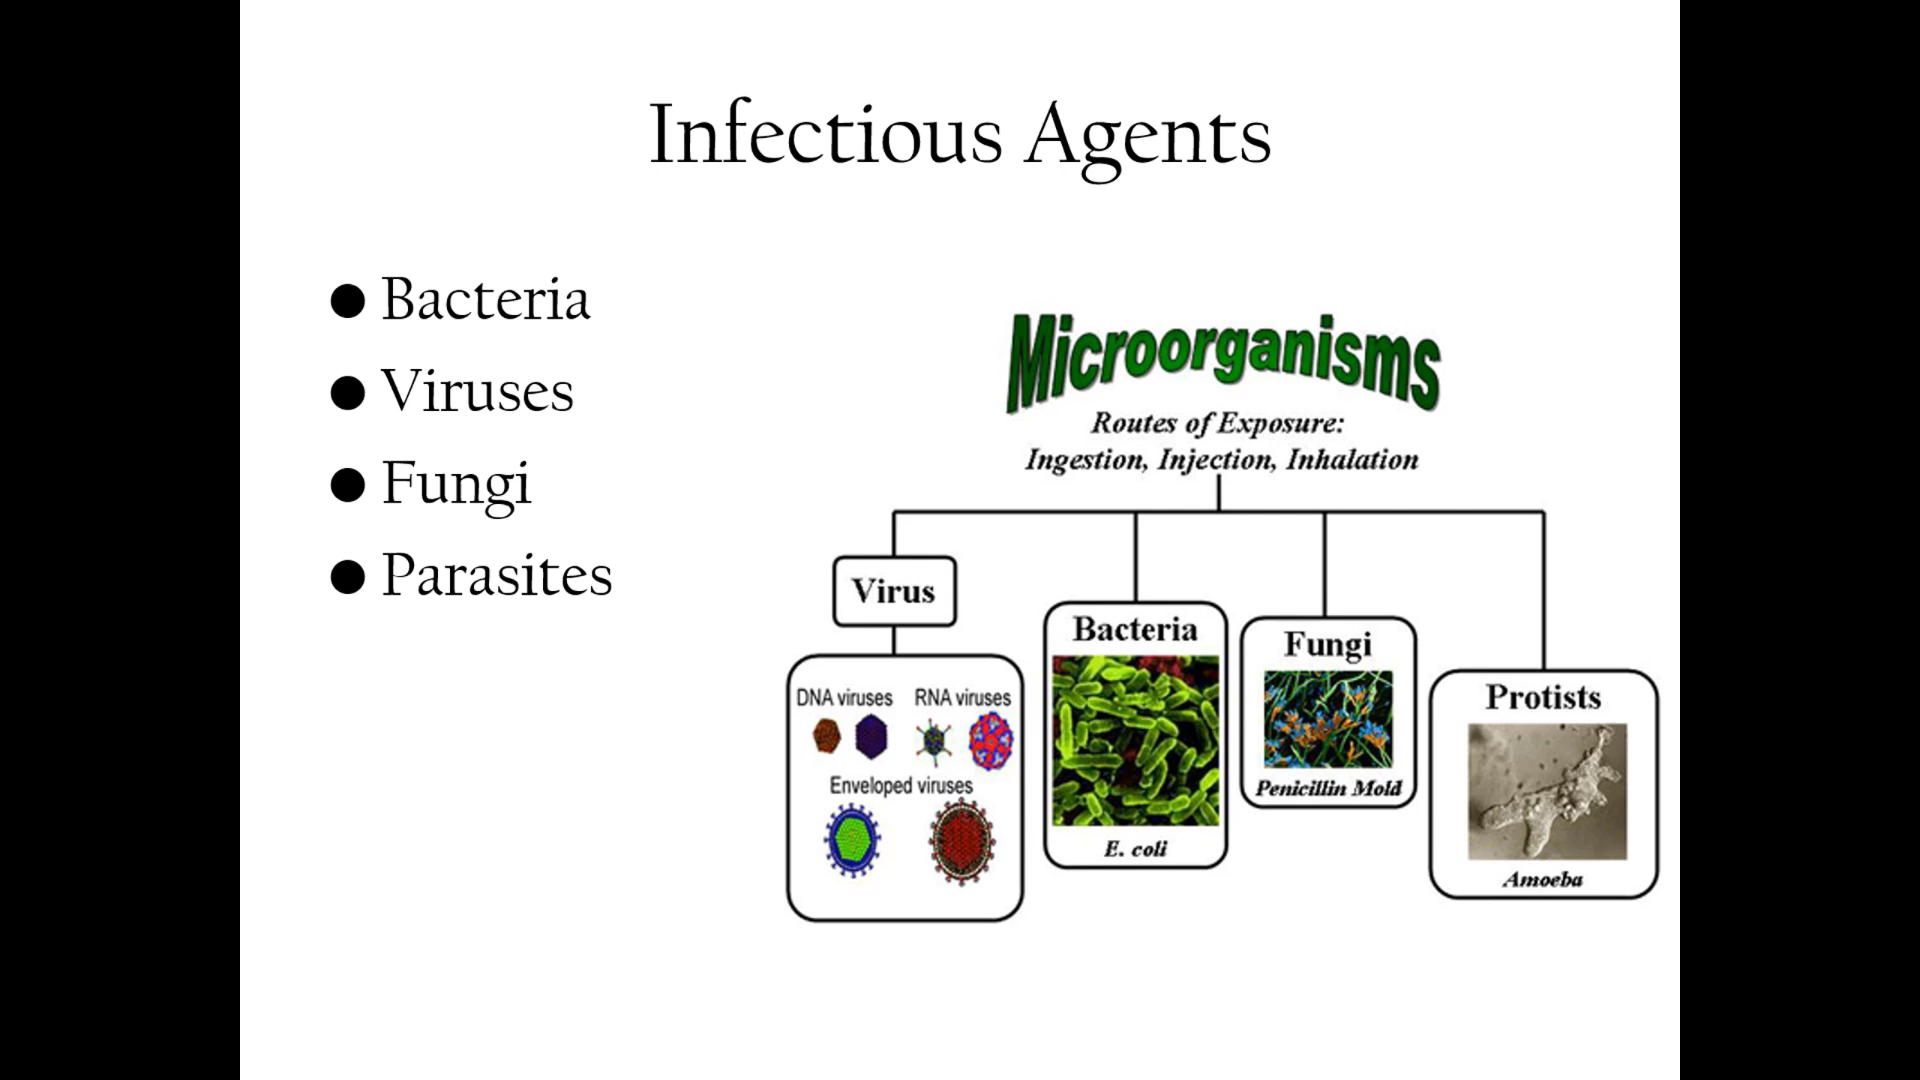 Infectious Agents
● Bacteria
● Viruses
● Fungi
● Parasites
Microorganisms
Routes of Exposure:
Ingestion, Injection, Inhalation
Virus
DNA viruses RNA viruses
Enveloped viruses
Bacteria
E. coli
Fungi
Penicillin Mold
Protists
Amoeba